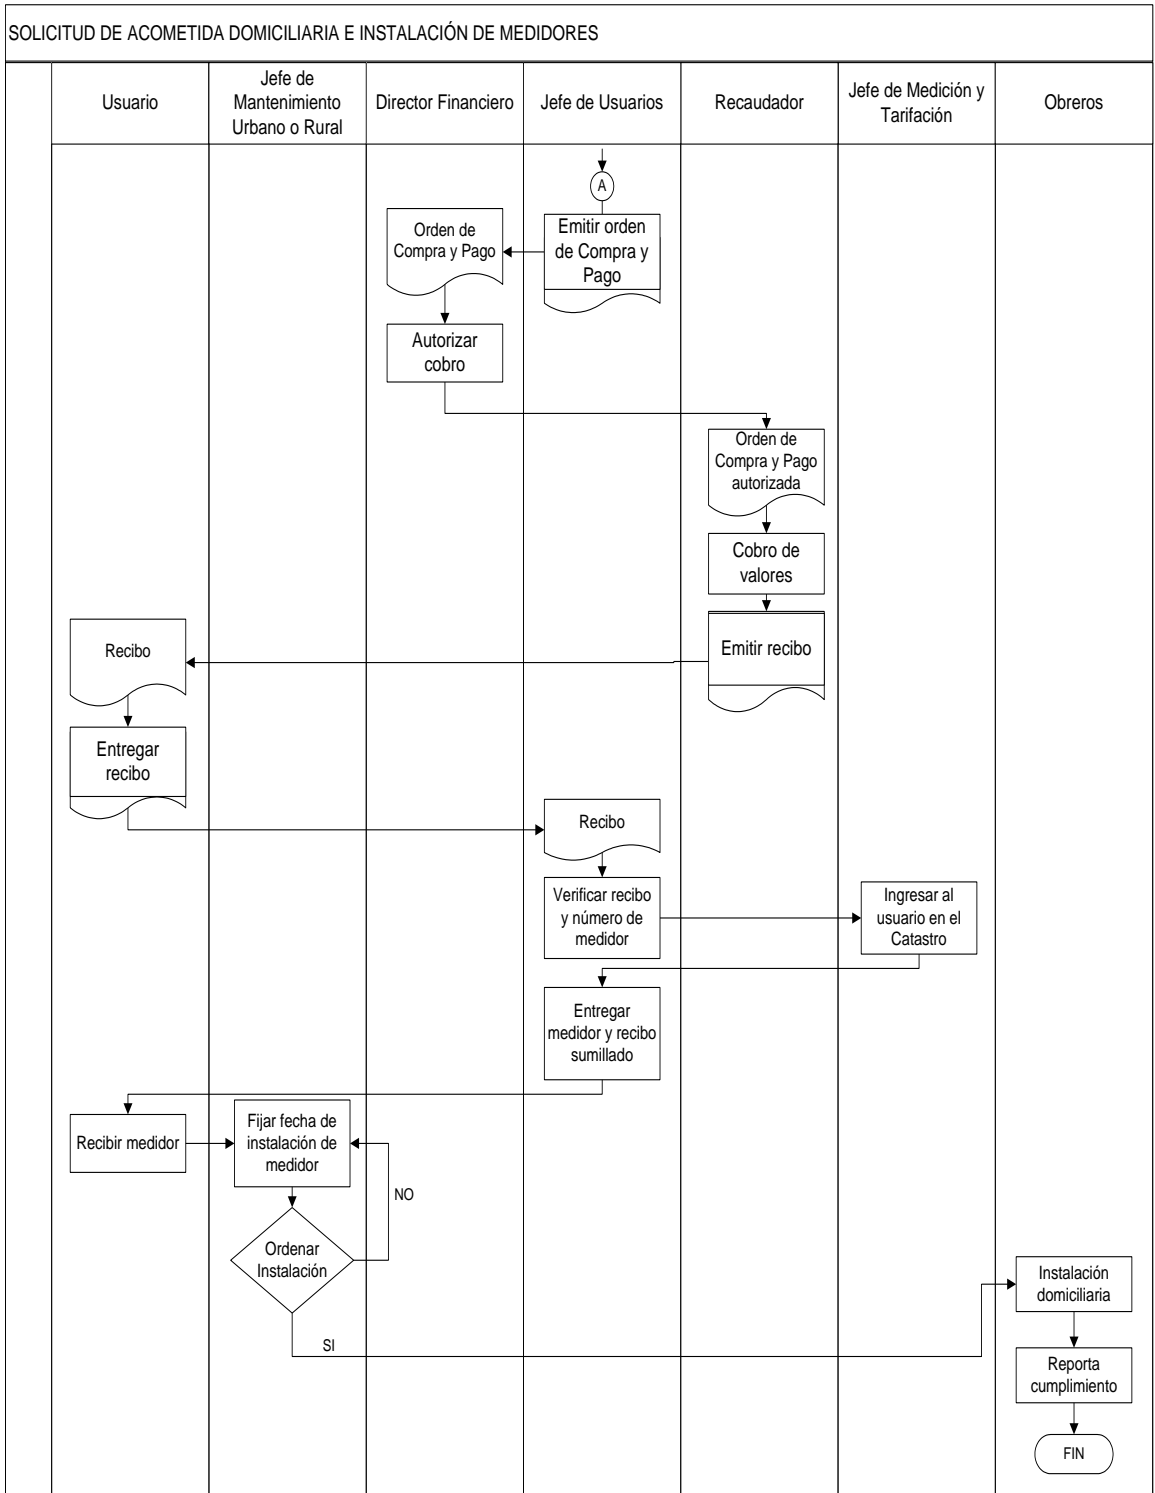 SOLICITUD DE ACOMETIDA DOMICILIARIA E INSTALACIÓN DE MEDIDORES
Usuario
Jefe de
Mantenimiento
Urbano o Rural
Director Financiero
Jefe de Usuarios
Recaudador
Jefe de Medición y
Tarifación
Obreros
A
Emitir orden
de Compra y
Pago
Orden de
Compra y Pago
Autorizar
cobro
Orden de
Compra y Pago
autorizada
Cobro de
valores
Emitir recibo
Recibo
Entregar
recibo
Recibo
Verificar recibo
y número de
medidor
Ingresar al
usuario en el
Catastro
Entregar
medidor y recibo
sumillado
Recibir medidor
Fijar fecha de
instalación de
medidor
NO
Ordenar
Instalación
SI
Instalación
domiciliaria
Reporta
cumplimiento
FIN